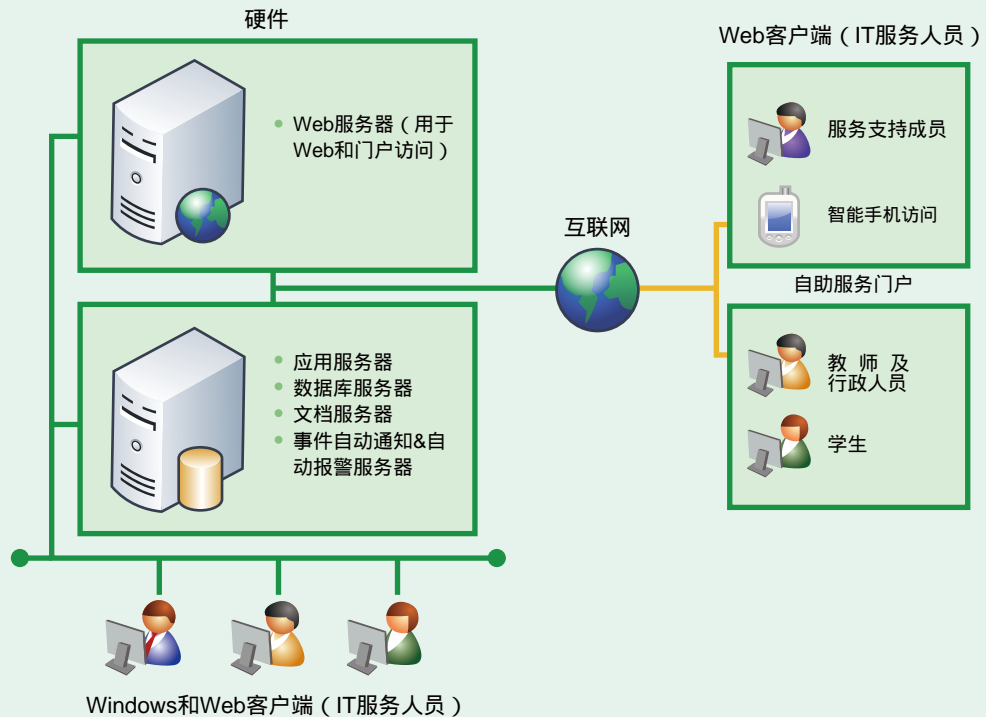 硬件
Web服务器（用于
Web和门户访问）
应用服务器
数据库服务器
文档服务器
事件自动通知&自
动报警服务器
互联网
Web客户端（IT服务人员）
服务支持成员
智能手机访问
自助服务门户
教 师 及
行政人员
学生
Windows和Web客户端（IT服务人员）